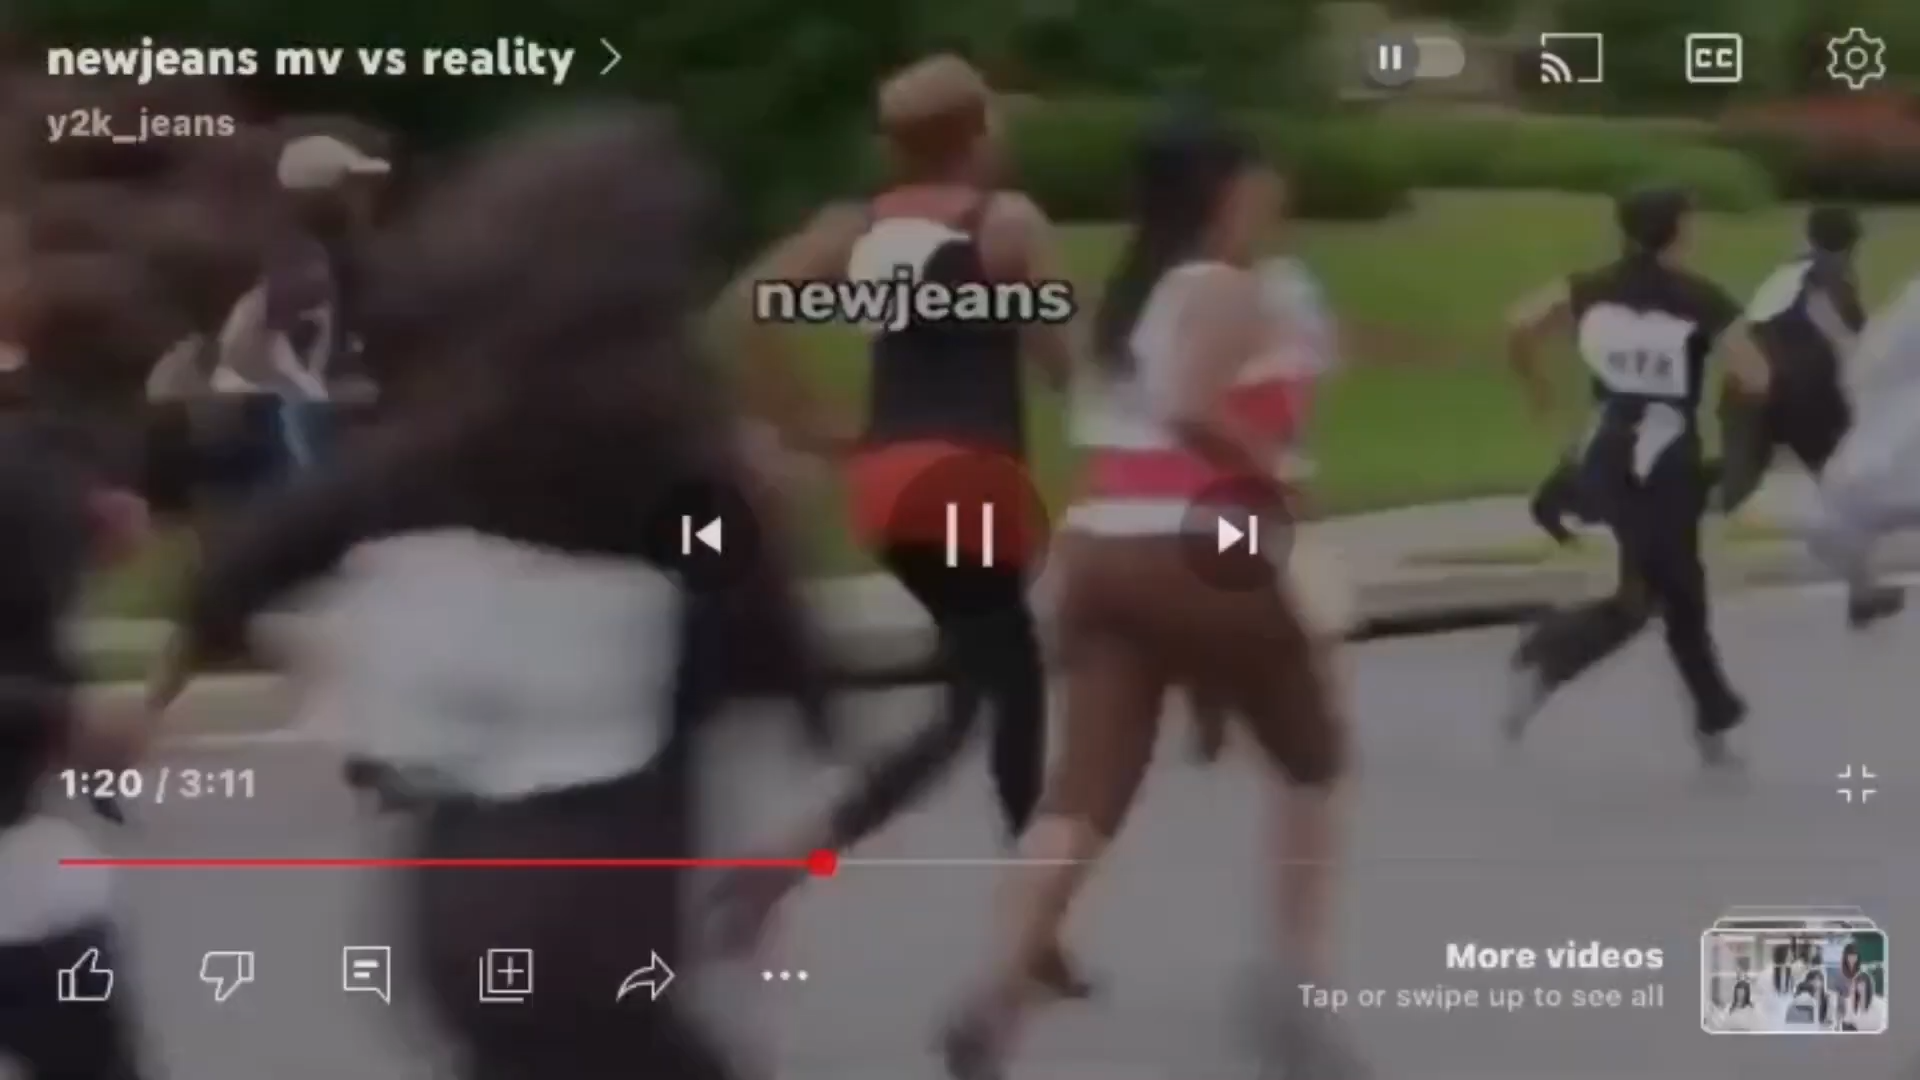 newjeans mv vs reality
y2k_jeans
CC
newjeans
1:20 / 3:11
More videos
Tap or swipe up to see all